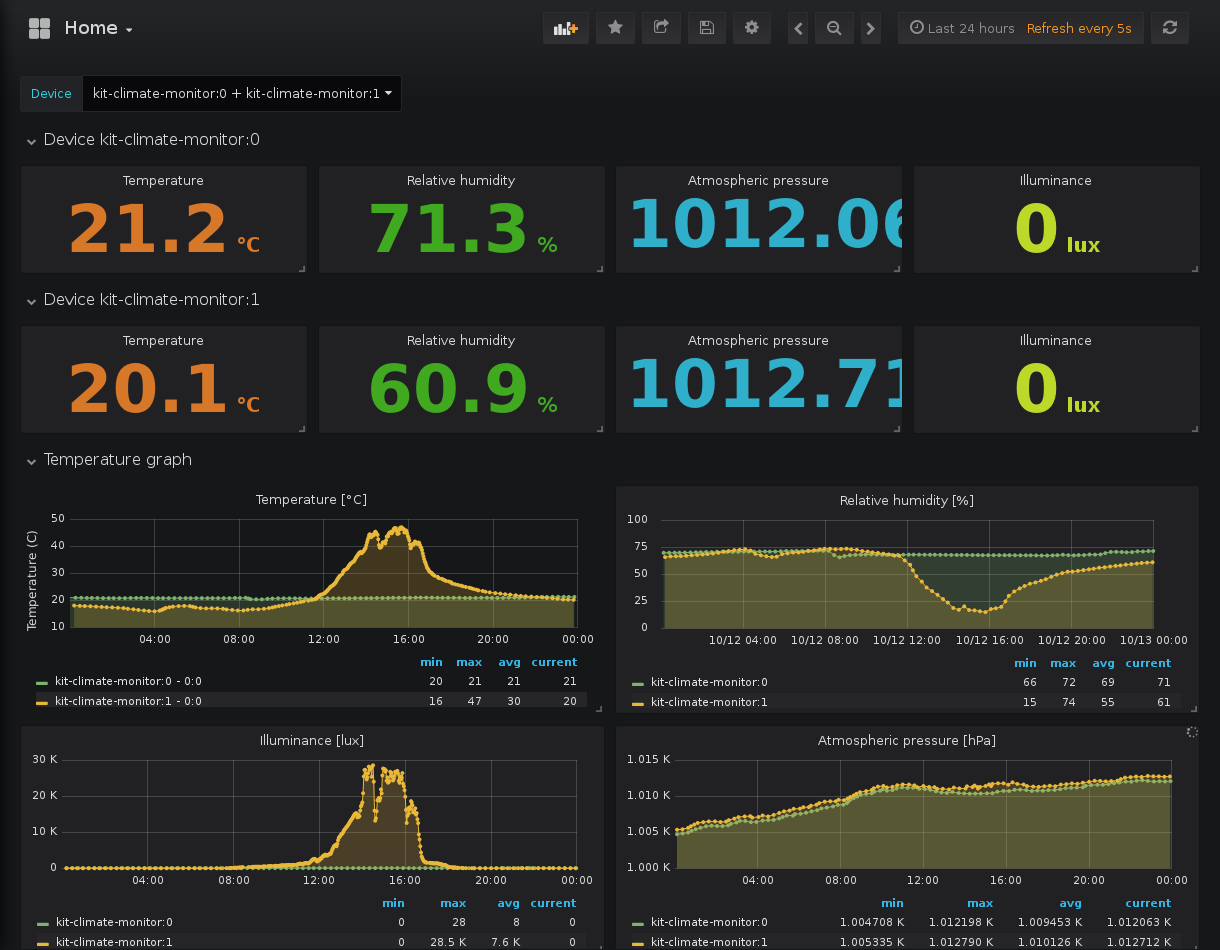 Home
Last 24 hours Refresh every 5s
Device kit-climate-monitor:0 + kit-climate-monitor:1
Device kit-climate-monitor:0
Temperature
21.2 °C
Relative humidity
71.3 %
Atmospheric pressure
1012.06
Illuminance
0 lux
Device kit-climate-monitor:1
Temperature
20.1 °C
Relative humidity
60.9 %
Atmospheric pressure
1012.71
Illuminance
0 lux
Temperature graph
Temperature [°C]
Temperature (C)
50
40
30
20
10
04:00 08:00 12:00 16:00 20:00 00:00
min max avg current
kit-climate-monitor:0 - 0:0 20 21 21 21
kit-climate-monitor:1 - 0:0 16 47 30 20
Relative humidity [%]
100
75
50
25
0
10/12 04:00 10/12 08:00 10/12 12:00 10/12 16:00 10/12 20:00 10/13 00:00
min max avg current
kit-climate-monitor:0 66 72 69 71
kit-climate-monitor:1 15 74 55 61
Illuminance [lux]
30 K
20 K
10 K
0
04:00 08:00 12:00 16:00 20:00 00:00
min max avg current
kit-climate-monitor:0 0 28 8 0
kit-climate-monitor:1 0 28.5 K 7.6 K 0
Atmospheric pressure [hPa]
1.015 K
1.010 K
1.005 K
1.000 K
04:00 08:00 12:00 16:00 20:00 00:00
min max avg current
kit-climate-monitor:0 1.004708 K 1.012198 K 1.009453 K 1.012063 K
kit-climate-monitor:1 1.005335 K 1.012790 K 1.010126 K 1.012712 K